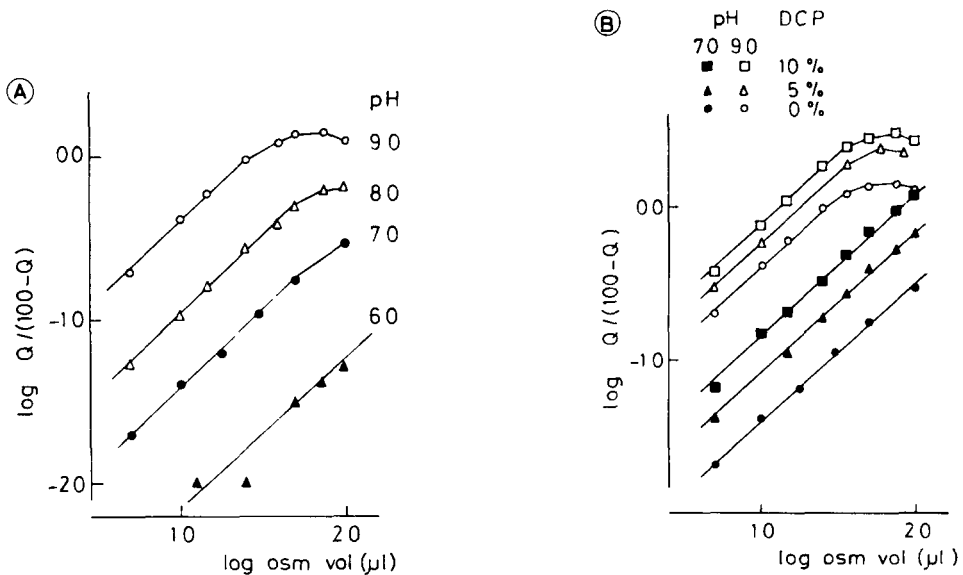 A
pH
90
80
70
60
00
-10
-20
log Q/(100-Q)
10
20
log osm vol (µl)
B
pH DCP
70 90
10 %
5 %
0 %
00
-10
log Q/(100-Q)
10
20
log osm vol (µl)